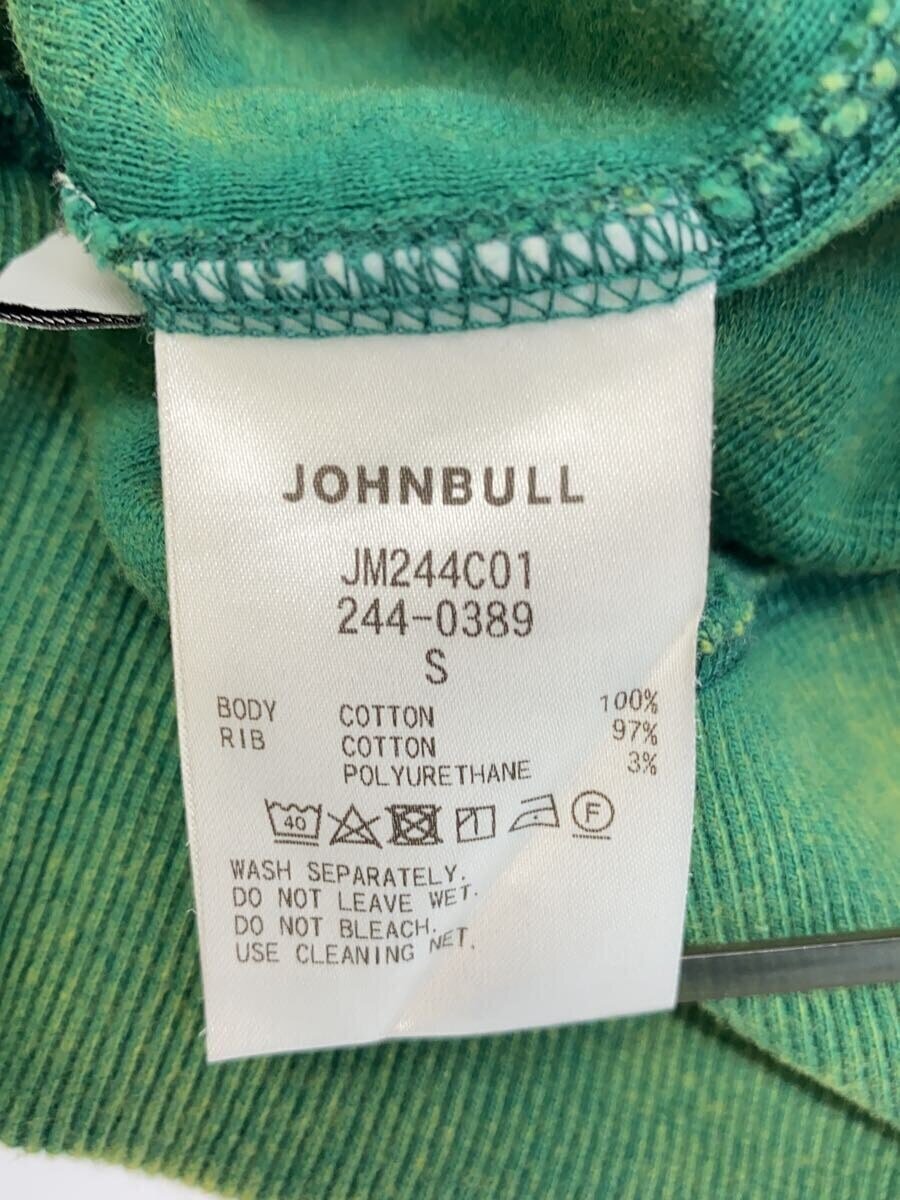 JOHNBULL
JM244C01
244-0389
S
BODY COTTON 100%
RIB COTTON 97%
POLYURETHANE 3%
40 F
WASH SEPARATELY.
DO NOT LEAVE WET.
DO NOT BLEACH.
USE CLEANING NET.